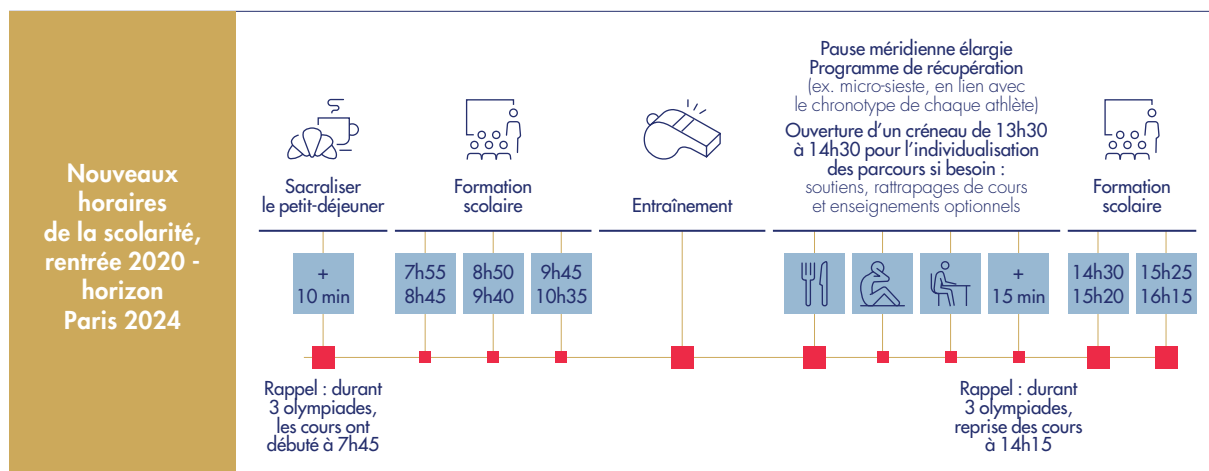 Nouveaux
horaires
de la scolarité,
rentrée 2020 -
horizon
Paris 2024
Sacraliser
le petit-déjeuner
+
10 min
Rappel : durant
3 olympiades,
les cours ont
débuté à 7h45
Formation
scolaire
7h55
8h45
8h50
9h40
9h45
10h35
Entraînement
Pause méridienne élargie
Programme de récupération
(ex. micro-sieste, en lien avec
le chronotype de chaque athlète)
Ouverture d’un créneau de 13h30
à 14h30 pour l’individualisation
des parcours si besoin :
soutiens, rattrapages de cours
et enseignements optionnels
+
15 min
Rappel : durant
3 olympiades,
reprise des cours
à 14h15
Formation
scolaire
14h30
15h20
15h25
16h15